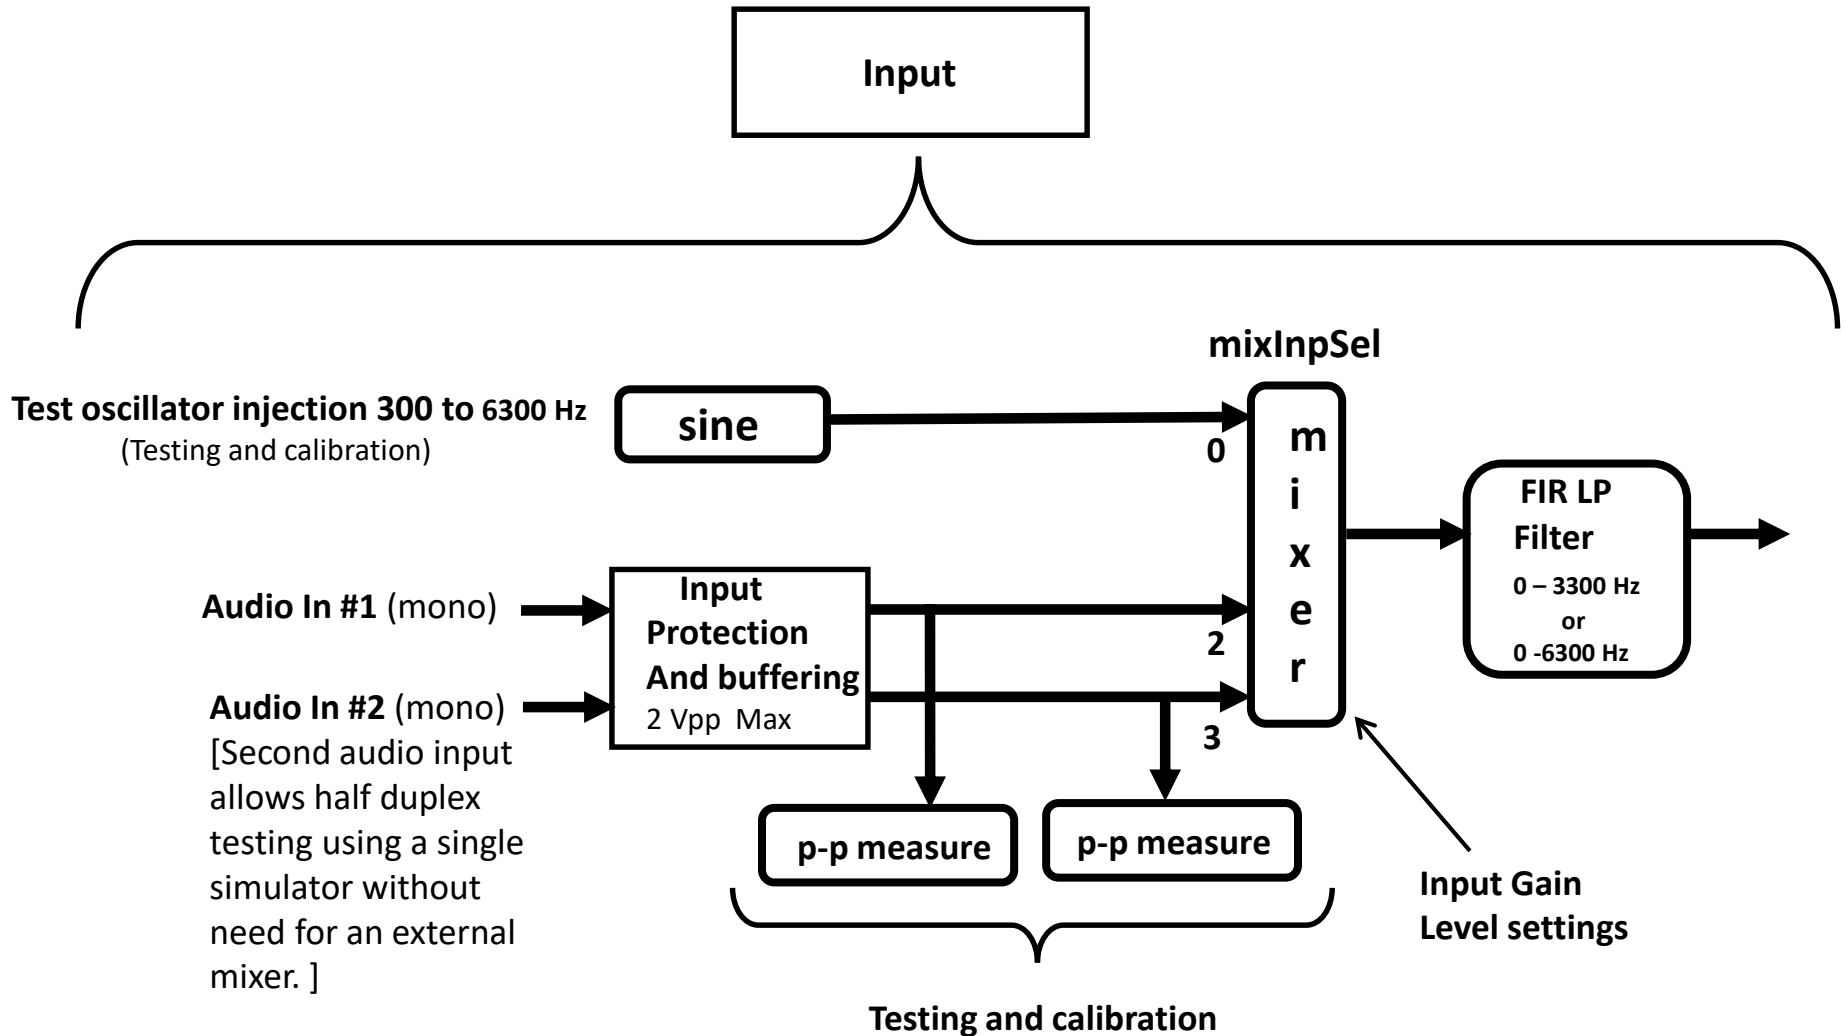 Input
mixInpSel
Test oscillator injection 300 to 6300 Hz
(Testing and calibration)
sine
0
m
i
x
e
r
FIR LP
Filter
0 – 3300 Hz
or
0 -6300 Hz
Audio In #1 (mono)
Input
Protection
And buffering
2 Vpp Max
2
3
Audio In #2 (mono)
[Second audio input
allows half duplex
testing using a single
simulator without
need for an external
mixer. ]
p-p measure
p-p measure
Input Gain
Level settings
Testing and calibration